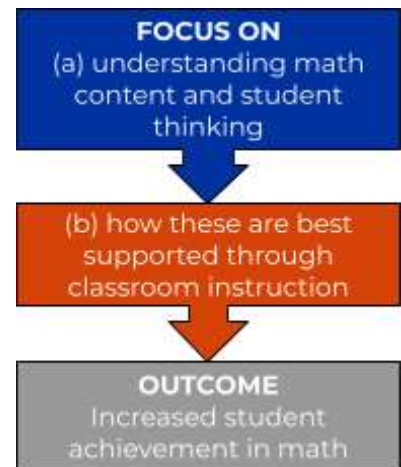 FOCUS ON
(a) understanding math
content and student
thinking
(b) how these are best
supported through
classroom instruction
OUTCOME
Increased student
achievement in math